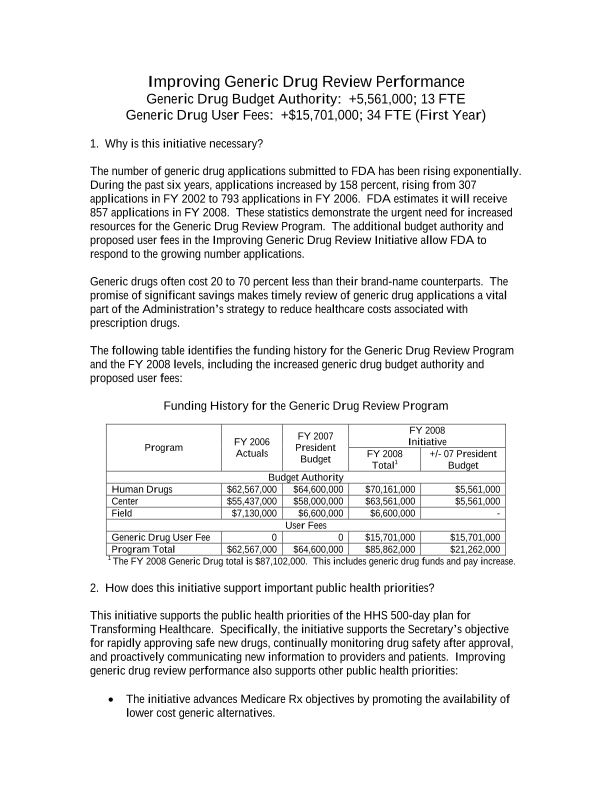 Improving Generic Drug Review Performance
Generic Drug Budget Authority:  +5,561,000; 13 FTE
Generic Drug User Fees:  +$15,701,000; 34 FTE (First Year)
1.  Why is this initiative necessary?
The number of generic drug applications submitted to FDA has been rising exponentially.
During the past six years, applications increased by 158 percent, rising from 307
applications in FY 2002 to 793 applications in FY 2006.  FDA estimates it will receive
857 applications in FY 2008.  These statistics demonstrate the urgent need for increased
resources for the Generic Drug Review Program.  The additional budget authority and
proposed user fees in the Improving Generic Drug Review Initiative allow FDA to
respond to the growing number applications.
Generic drugs often cost 20 to 70 percent less than their brand-name counterparts.  The
promise of significant savings makes timely review of generic drug applications a vital
part of the Administration's strategy to reduce healthcare costs associated with
prescription drugs.
The following table identifies the funding history for the Generic Drug Review Program
and the FY 2008 levels, including the increased generic drug budget authority and
proposed user fees:
Funding History for the Generic Drug Review Program
Program
FY 2006
Actuals
FY 2007
President
Budget
FY 2008
Initiative
FY 2008
Total1
+/- 07 President
Budget
Budget Authority
Human Drugs $62,567,000 $64,600,000 $70,161,000 $5,561,000
Center $55,437,000 $58,000,000 $63,561,000 $5,561,000
Field $7,130,000 $6,600,000 $6,600,000 -
User Fees
Generic Drug User Fee 0 0 $15,701,000 $15,701,000
Program Total $62,567,000 $64,600,000 $85,862,000 $21,262,000
1 The FY 2008 Generic Drug total is $87,102,000.  This includes generic drug funds and pay increase.
2.  How does this initiative support important public health priorities?
This initiative supports the public health priorities of the HHS 500-day plan for
Transforming Healthcare.  Specifically, the initiative supports the Secretary's objective
for rapidly approving safe new drugs, continually monitoring drug safety after approval,
and proactively communicating new information to providers and patients.  Improving
generic drug review performance also supports other public health priorities:
• The initiative advances Medicare Rx objectives by promoting the availability of
lower cost generic alternatives.